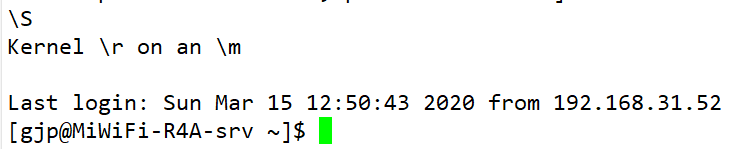 \S
Kernel \r on an \m
Last login: Sun Mar 15 12:50:43 2020 from 192.168.31.52
[gjp@MiWiFi-R4A-srv ~]$